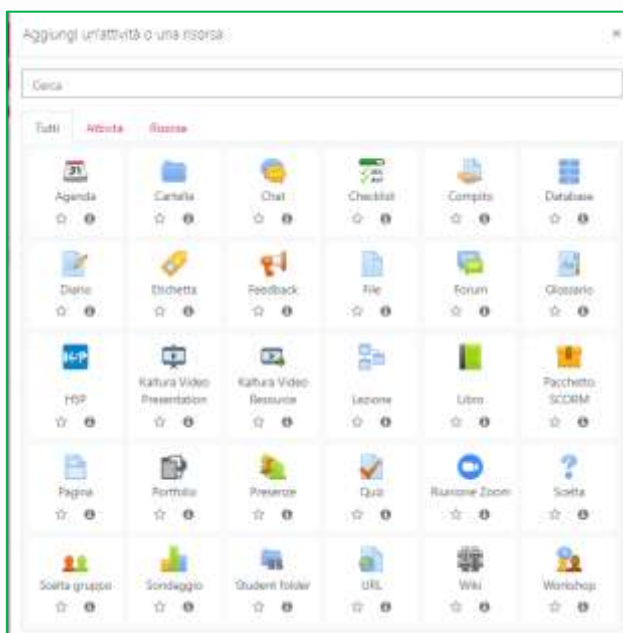 Aggiungi un'attività o una risorsa
Cerca
Tutti Attività Risorse
Agenda Cartella Chat Checklist Compito Database
Diario Etichetta Feedback File Forum Glossario
H5P
H5P Kaltura Video Presentation Kaltura Video Resource Lezione Libro Pacchetto SCORM
Pagina Portfolio Presenze Quiz Riunione Zoom Scelta
Scelta gruppo Sondaggio Student folder URL Wiki Workshop